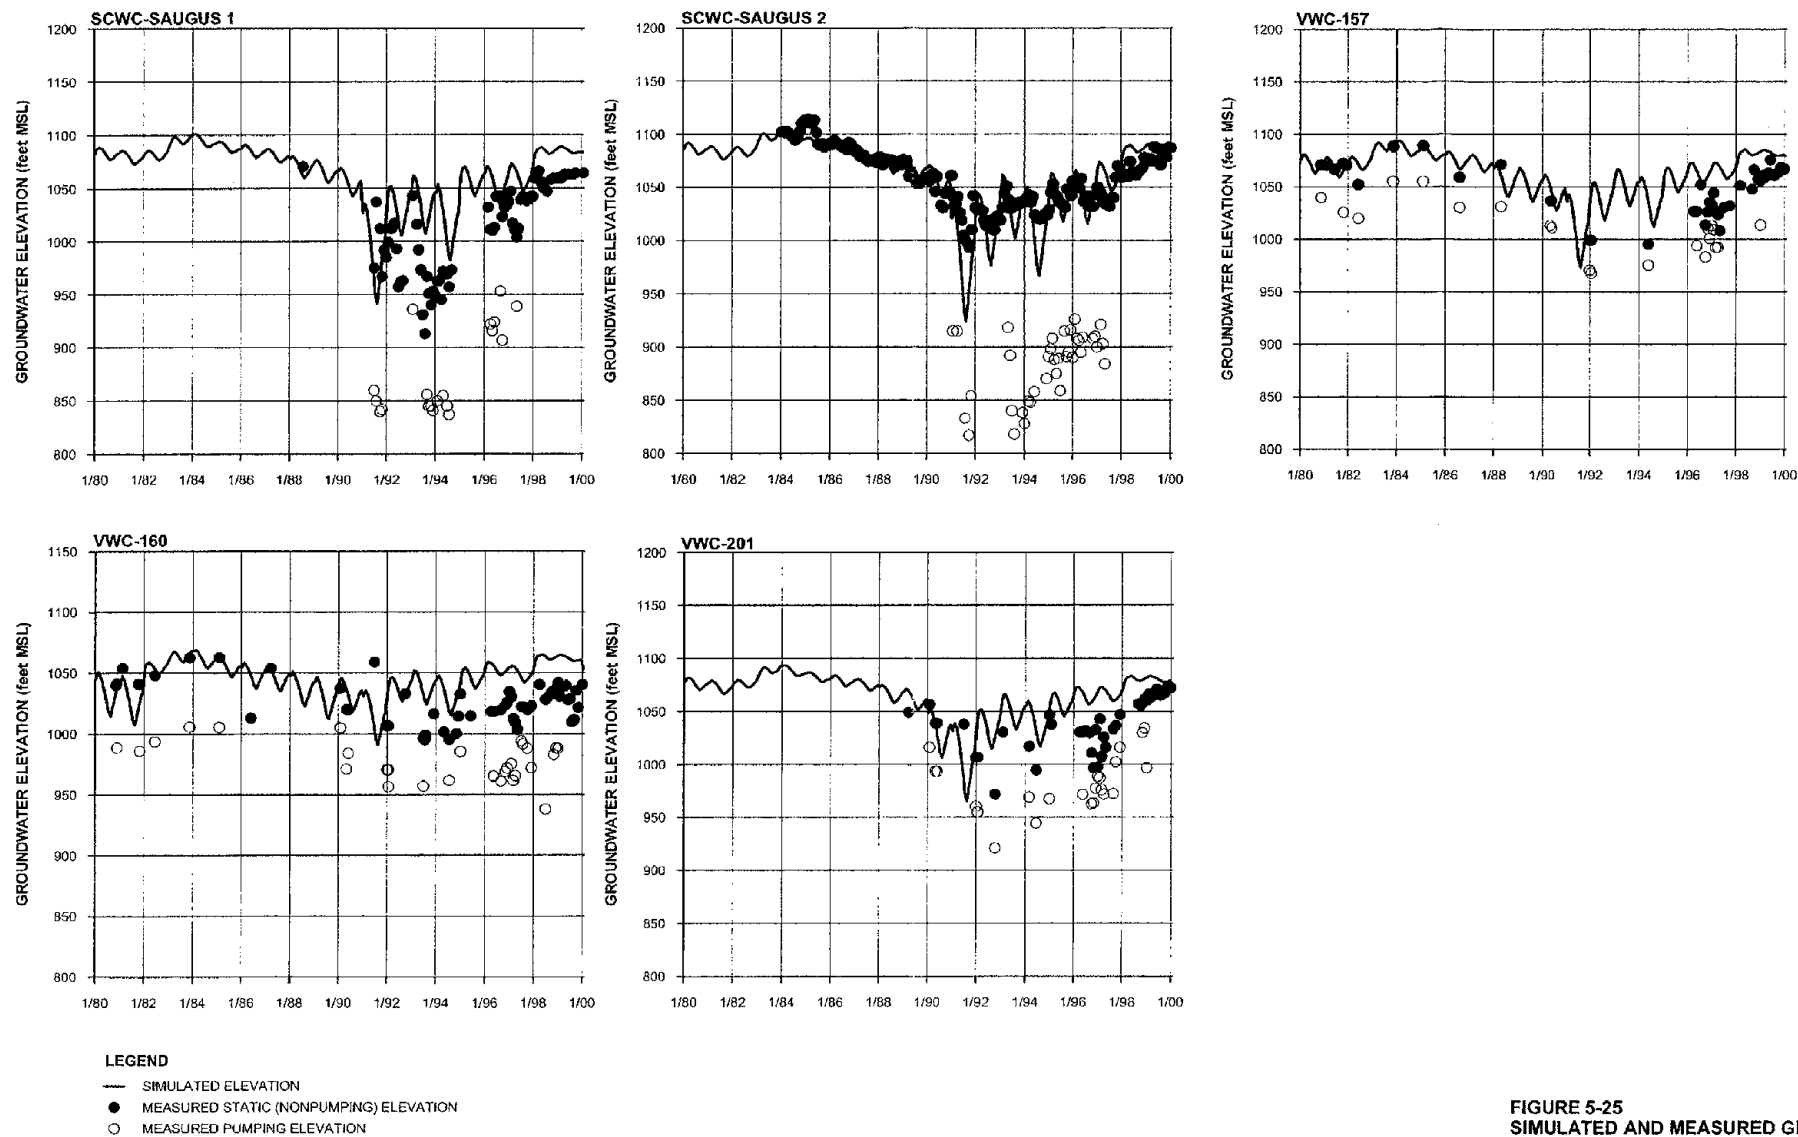 SCWC-SAUGUS 1
GROUNDWATER ELEVATION (feet MSL)
1200
1150
1100
1050
1000
950
900
850
800
1/80 1/82 1/84 1/86 1/88 1/90 1/92 1/94 1/96 1/98 1/00
SCWC-SAUGUS 2
GROUNDWATER ELEVATION (feet MSL)
1200
1150
1100
1050
1000
950
900
850
800
1/80 1/82 1/84 1/86 1/88 1/90 1/92 1/94 1/96 1/98 1/00
VWC-157
GROUNDWATER ELEVATION (feet MSL)
1200
1150
1100
1050
1000
950
900
850
800
1/80 1/82 1/84 1/86 1/88 1/90 1/92 1/94 1/96 1/98 1/00
VWC-160
GROUNDWATER ELEVATION (feet MSL)
1150
1100
1050
1000
950
900
850
800
1/80 1/82 1/84 1/86 1/88 1/90 1/92 1/94 1/96 1/98 1/00
VWC-201
GROUNDWATER ELEVATION (feet MSL)
1200
1150
1100
1050
1000
950
900
850
800
1/80 1/82 1/84 1/86 1/88 1/90 1/92 1/94 1/96 1/98 1/00
LEGEND
SIMULATED ELEVATION
MEASURED STATIC (NONPUMPING) ELEVATION
MEASURED PUMPING ELEVATION
FIGURE 5-25
SIMULATED AND MEASURED